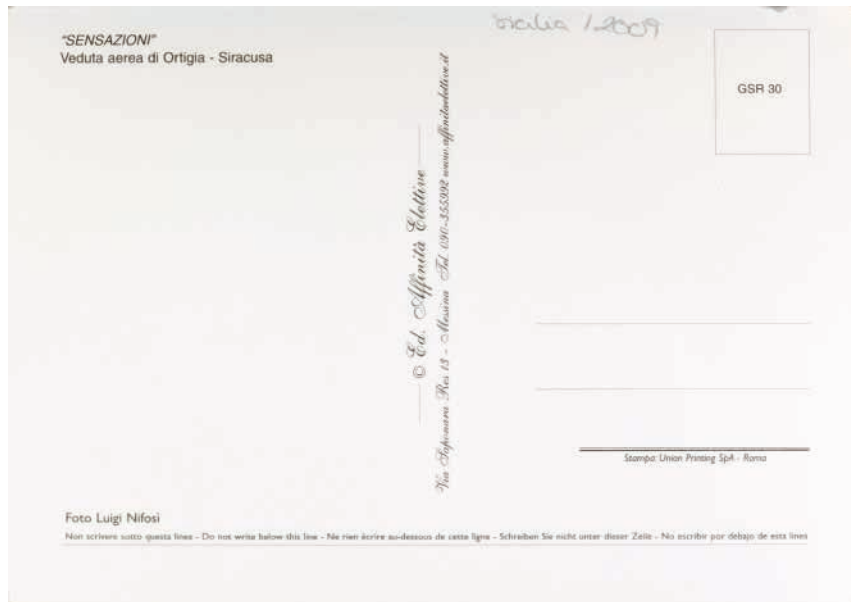 Sicilia / 2009
"SENSAZIONI"
Veduta aerea di Ortigia - Siracusa
GSR 30
© Ed. Affinità Elettive
Via Saponara Res 13 - Messina Tel. 090-355992 www.affinitaelettive.it
Stampa: Union Printing SpA - Roma
Foto Luigi Nifosì
Non scrivere sotto questa linea - Do not write below this line - Ne rien écrire au-dessous de cette ligne - Schreiben Sie nicht unter dieser Zeile - No escribir por debajo de esta linea